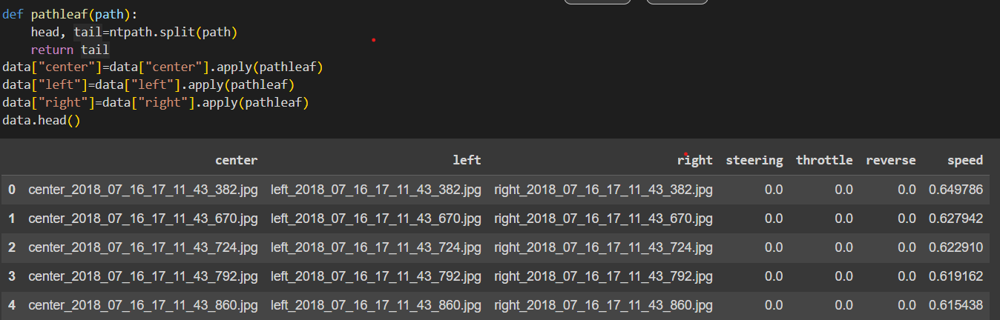 def pathleaf(path):
    head, tail=ntpath.split(path)
    return tail
data["center"]=data["center"].apply(pathleaf)
data["left"]=data["left"].apply(pathleaf)
data["right"]=data["right"].apply(pathleaf)
data.head()
center left right steering throttle reverse speed
0 center_2018_07_16_17_11_43_382.jpg left_2018_07_16_17_11_43_382.jpg right_2018_07_16_17_11_43_382.jpg 0.0 0.0 0.0 0.649786
1 center_2018_07_16_17_11_43_670.jpg left_2018_07_16_17_11_43_670.jpg right_2018_07_16_17_11_43_670.jpg 0.0 0.0 0.0 0.627942
2 center_2018_07_16_17_11_43_724.jpg left_2018_07_16_17_11_43_724.jpg right_2018_07_16_17_11_43_724.jpg 0.0 0.0 0.0 0.622910
3 center_2018_07_16_17_11_43_792.jpg left_2018_07_16_17_11_43_792.jpg right_2018_07_16_17_11_43_792.jpg 0.0 0.0 0.0 0.619162
4 center_2018_07_16_17_11_43_860.jpg left_2018_07_16_17_11_43_860.jpg right_2018_07_16_17_11_43_860.jpg 0.0 0.0 0.0 0.615438